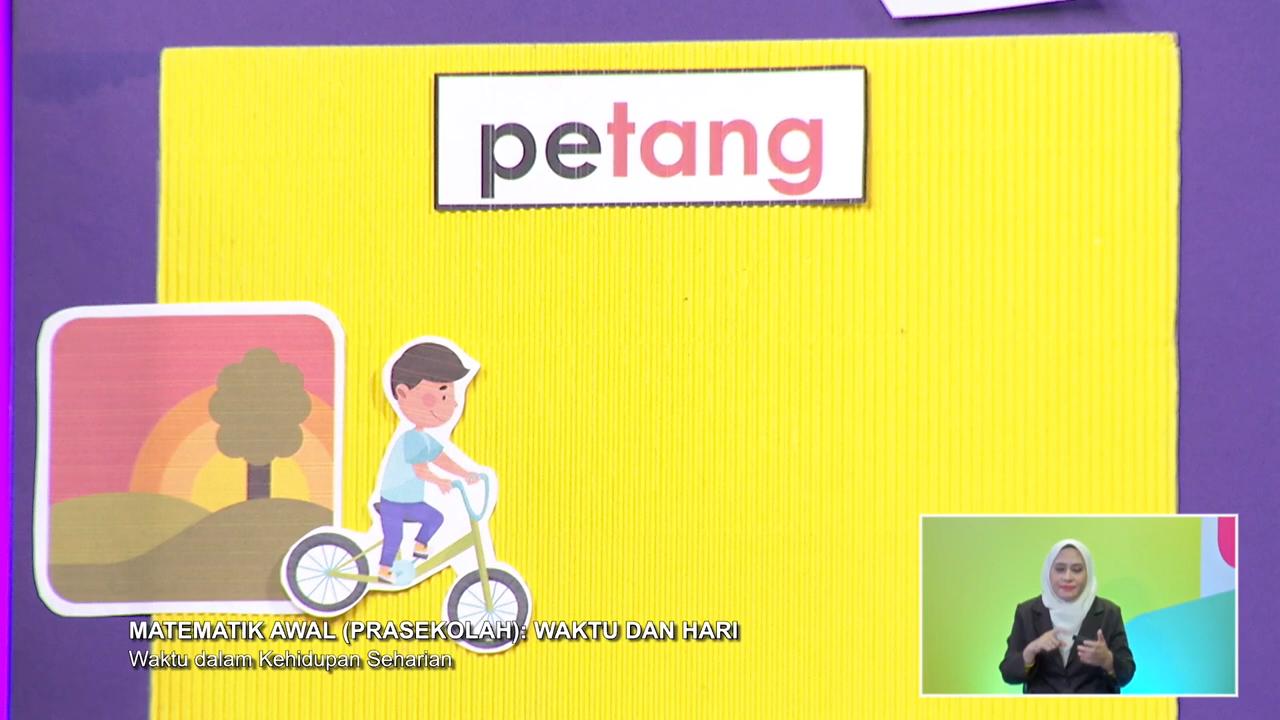 petang
MATEMATIK AWAL (PRASEKOLAH): WAKTU DAN HARI
Waktu dalam Kehidupan Seharian